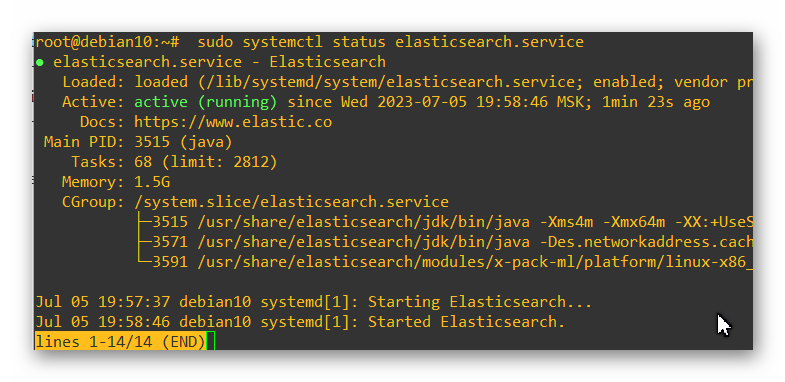 root@debian10:~#  sudo systemctl status elasticsearch.service
● elasticsearch.service - Elasticsearch
   Loaded: loaded (/lib/systemd/system/elasticsearch.service; enabled; vendor pr
   Active: active (running) since Wed 2023-07-05 19:58:46 MSK; 1min 23s ago
     Docs: https://www.elastic.co
 Main PID: 3515 (java)
    Tasks: 68 (limit: 2812)
   Memory: 1.5G
   CGroup: /system.slice/elasticsearch.service
           ├─3515 /usr/share/elasticsearch/jdk/bin/java -Xms4m -Xmx64m -XX:+UseS
           ├─3571 /usr/share/elasticsearch/jdk/bin/java -Des.networkaddress.cach
           └─3591 /usr/share/elasticsearch/modules/x-pack-ml/platform/linux-x86_
Jul 05 19:57:37 debian10 systemd[1]: Starting Elasticsearch...
Jul 05 19:58:46 debian10 systemd[1]: Started Elasticsearch.
lines 1-14/14 (END)